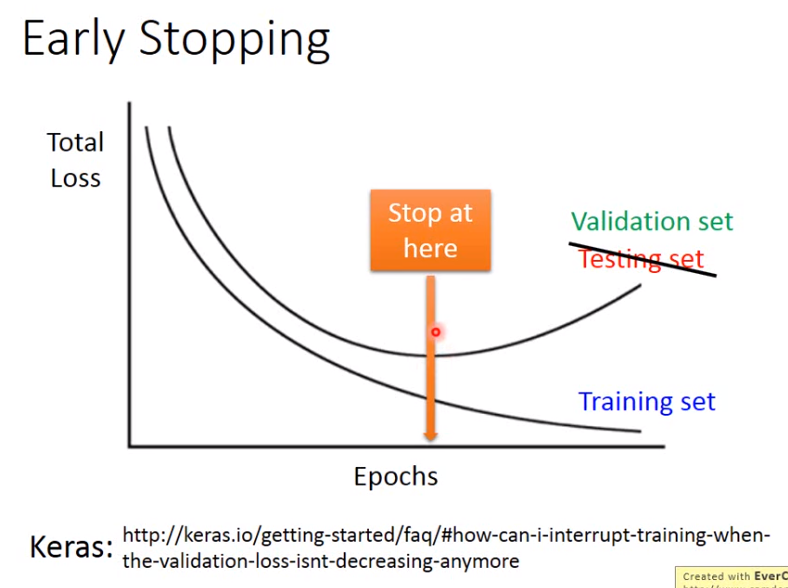 Early Stopping
Total
Loss
Stop at
here
Validation set
Testing set
Training set
Epochs
Keras:
http://keras.io/getting-started/faq/#how-can-i-interrupt-training-when-
the-validation-loss-isnt-decreasing-anymore
Created with EverC